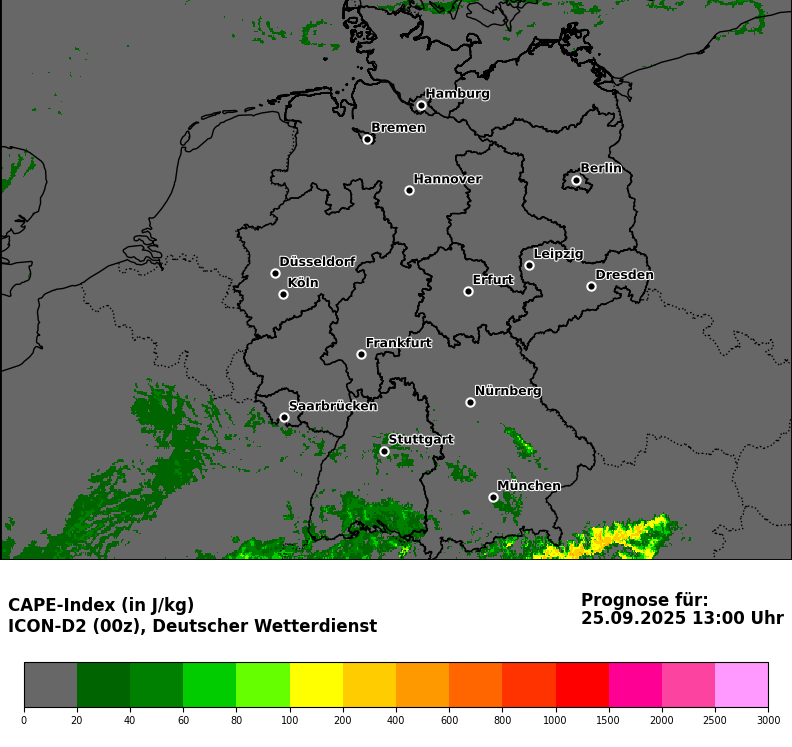 Hamburg
Bremen
Berlin
Hannover
Leipzig
Düsseldorf
Dresden
Köln
Erfurt
Frankfurt
Nürnberg
Saarbrücken
Stuttgart
München
CAPE-Index (in J/kg)
ICON-D2 (00z), Deutscher Wetterdienst
Prognose für:
25.09.2025 13:00 Uhr
0 20 40 60 80 100 200 400 600 800 1000 1500 2000 2500 3000